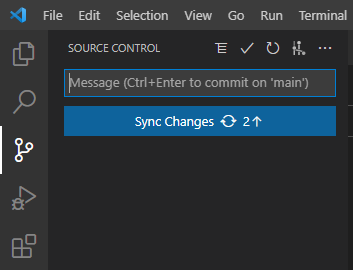 File Edit Selection View Go Run Terminal
SOURCE CONTROL
Message (Ctrl+Enter to commit on 'main')
Sync Changes 2↑